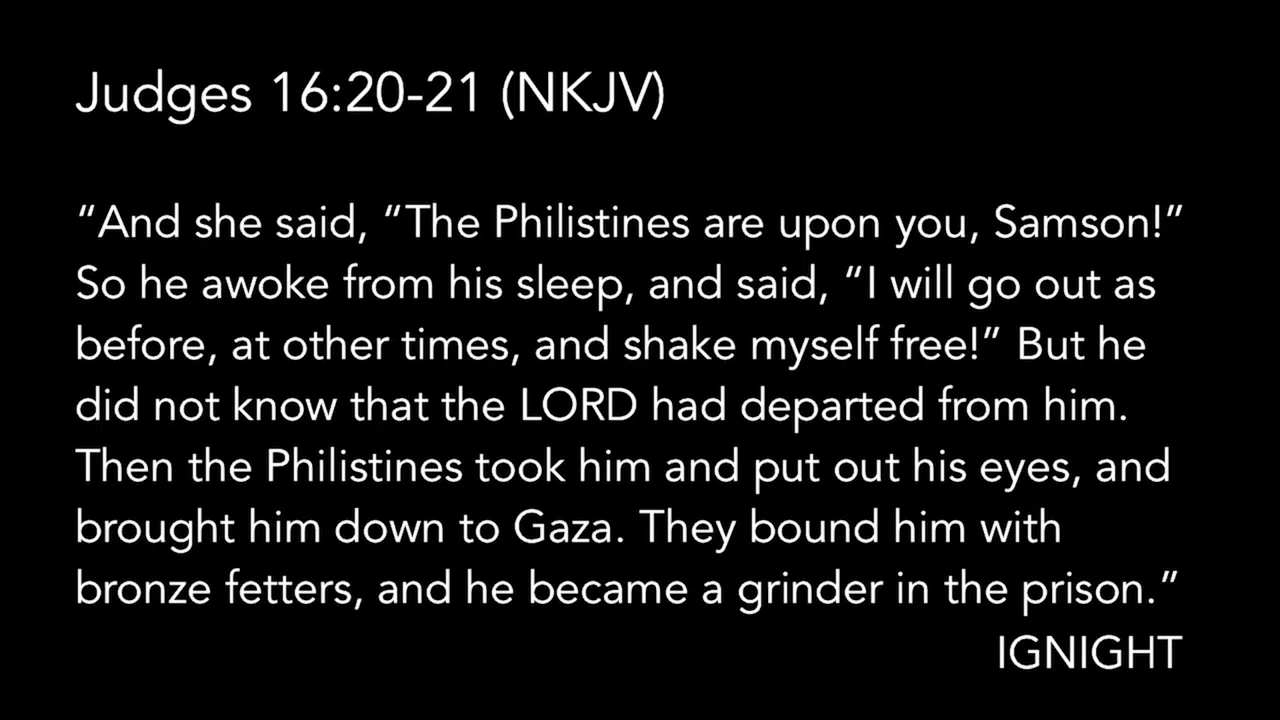 Judges 16:20-21 (NKJV)
“And she said, “The Philistines are upon you, Samson!”
So he awoke from his sleep, and said, “I will go out as
before, at other times, and shake myself free!” But he
did not know that the LORD had departed from him.
Then the Philistines took him and put out his eyes, and
brought him down to Gaza. They bound him with
bronze fetters, and he became a grinder in the prison.”
IGNIGHT